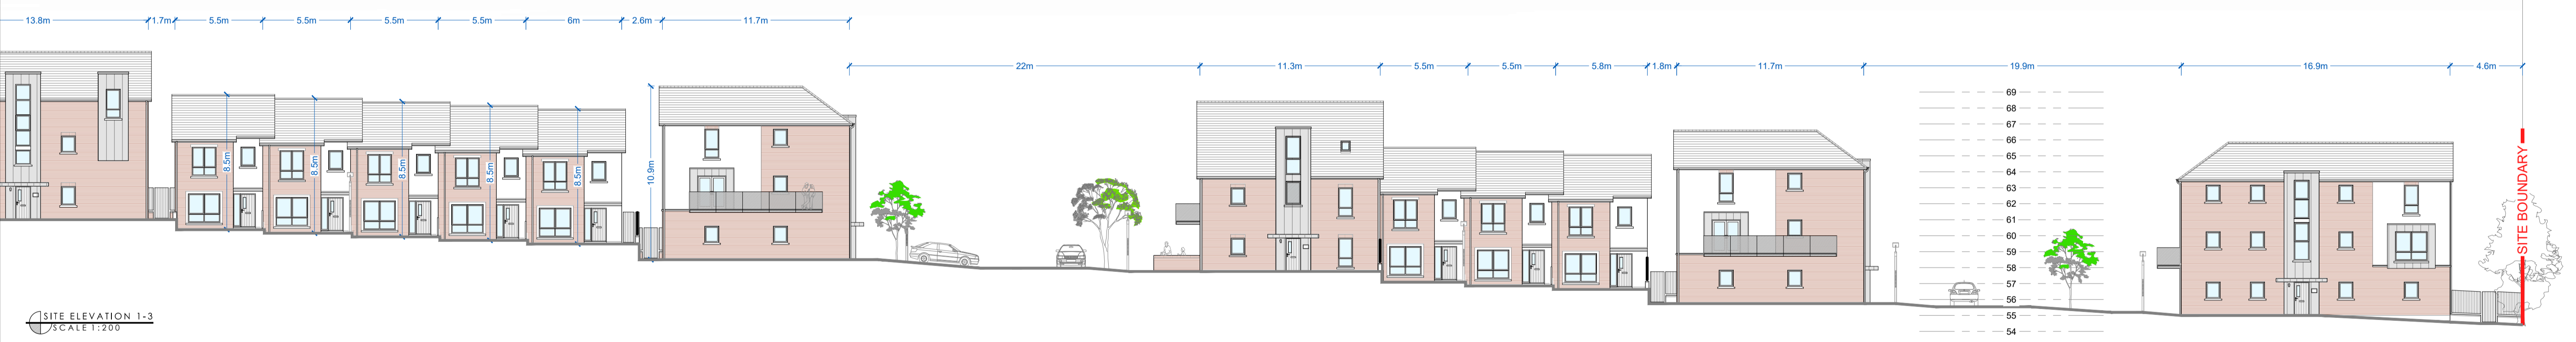 13.8m 1.7m 5.5m 5.5m 5.5m 5.5m 6m 2.6m 11.7m
22m 11.3m 5.5m 5.5m 5.8m 1.8m 11.7m 19.9m 16.9m 4.6m
8.5m
8.5m
8.5m
8.5m
8.5m
10.9m
69
68
67
66
65
64
63
62
61
60
59
58
57
56
55
54
SITE BOUNDARY
SITE ELEVATION 1-3
SCALE 1:200